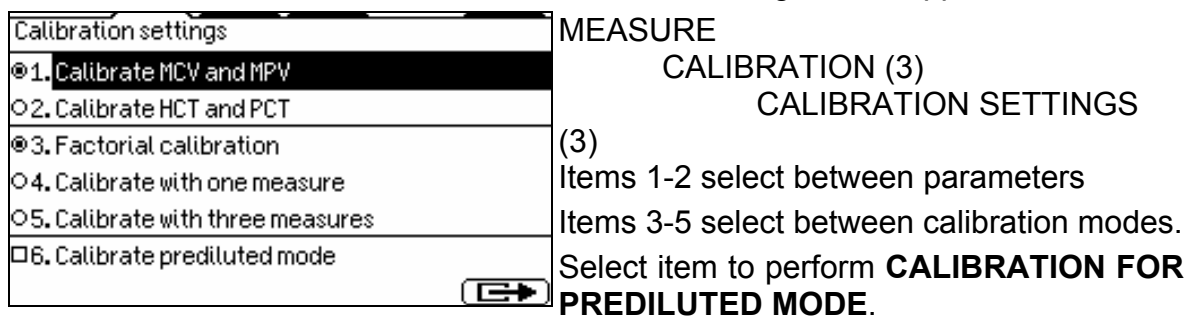 Calibration settings
1. Calibrate MCV and MPV
2. Calibrate HCT and PCT
3. Factorial calibration
4. Calibrate with one measure
5. Calibrate with three measures
6. Calibrate prediluted mode
MEASURE
CALIBRATION (3)
CALIBRATION SETTINGS
(3)
Items 1-2 select between parameters
Items 3-5 select between calibration modes.
Select item to perform CALIBRATION FOR
PREDILUTED MODE.